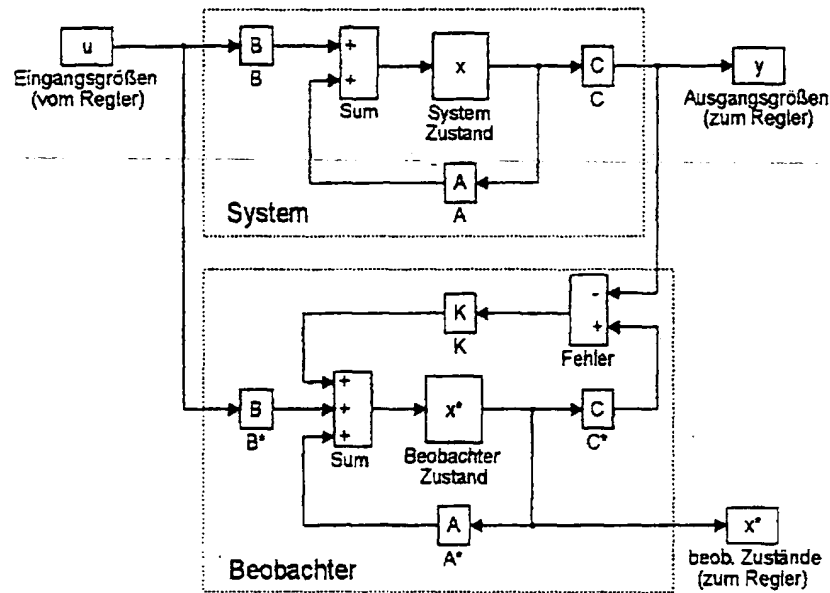 u
Eingangsgrößen
(vom Regler)
B
B
+
+
Sum
x
System
Zustand
C
C
y
Ausgangsgrößen
(zum Regler)
A
A
System
K
K
-
+
Fehler
B
B*
+
+
+
Sum
x*
Beobachter
Zustand
C
C*
A
A*
x*
beob. Zustände
(zum Regler)
Beobachter